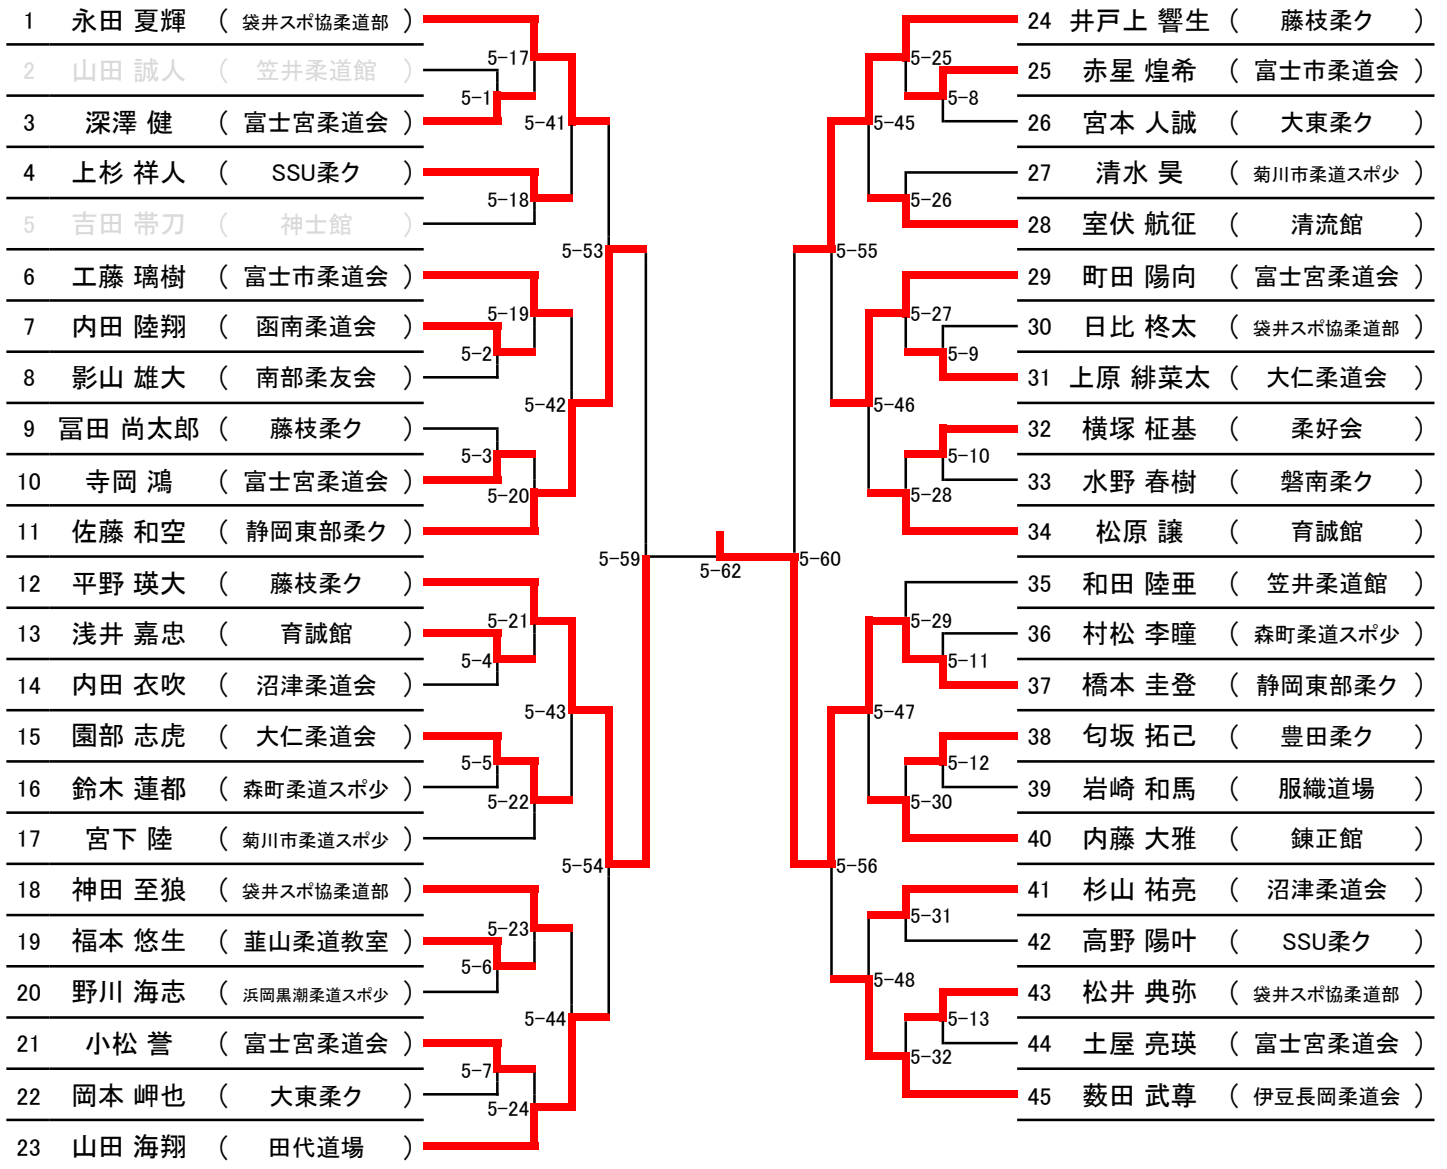 1 永田 夏輝 ( 袋井スポ協柔道部 )
2 山田 誠人 ( 笠井柔道館 )
3 深澤 健 ( 富士宮柔道会 )
4 上杉 祥人 ( SSU柔ク )
5 吉田 帯刀 ( 神士館 )
6 工藤 璃樹 ( 富士市柔道会 )
7 内田 陸翔 ( 函南柔道会 )
8 影山 雄大 ( 南部柔友会 )
9 冨田 尚太郎 ( 藤枝柔ク )
10 寺岡 鴻 ( 富士宮柔道会 )
11 佐藤 和空 ( 静岡東部柔ク )
12 平野 瑛大 ( 藤枝柔ク )
13 浅井 嘉忠 ( 育誠館 )
14 内田 衣吹 ( 沼津柔道会 )
15 園部 志虎 ( 大仁柔道会 )
16 鈴木 蓮都 ( 森町柔道スポ少 )
17 宮下 陸 ( 菊川市柔道スポ少 )
18 神田 至狼 ( 袋井スポ協柔道部 )
19 福本 悠生 ( 韮山柔道教室 )
20 野川 海志 ( 浜岡黒潮柔道スポ少 )
21 小松 誉 ( 富士宮柔道会 )
22 岡本 岬也 ( 大東柔ク )
23 山田 海翔 ( 田代道場 )
5-1
5-2
5-3
5-4
5-5
5-6
5-7
5-17
5-18
5-19
5-20
5-21
5-22
5-23
5-24
5-41
5-42
5-43
5-44
5-53
5-54
5-59
5-62
5-60
5-55
5-56
5-45
5-46
5-47
5-48
5-25
5-26
5-27
5-28
5-29
5-30
5-31
5-32
5-8
5-9
5-10
5-11
5-12
5-13
24 井戸上 響生 ( 藤枝柔ク )
25 赤星 煌希 ( 富士市柔道会 )
26 宮本 人誠 ( 大東柔ク )
27 清水 昊 ( 菊川市柔道スポ少 )
28 室伏 航征 ( 清流館 )
29 町田 陽向 ( 富士宮柔道会 )
30 日比 柊太 ( 袋井スポ協柔道部 )
31 上原 緋菜太 ( 大仁柔道会 )
32 横塚 柾基 ( 柔好会 )
33 水野 春樹 ( 磐南柔ク )
34 松原 譲 ( 育誠館 )
35 和田 陸亜 ( 笠井柔道館 )
36 村松 李瞳 ( 森町柔道スポ少 )
37 橋本 圭登 ( 静岡東部柔ク )
38 匂坂 拓己 ( 豊田柔ク )
39 岩崎 和馬 ( 服織道場 )
40 内藤 大雅 ( 錬正館 )
41 杉山 祐亮 ( 沼津柔道会 )
42 高野 陽叶 ( SSU柔ク )
43 松井 典弥 ( 袋井スポ協柔道部 )
44 土屋 亮瑛 ( 富士宮柔道会 )
45 薮田 武尊 ( 伊豆長岡柔道会 )